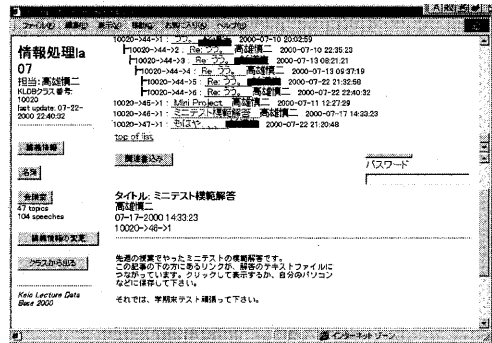 ファイル(F) 編集(E) 表示(V) 移動(G) お気に入り(A) ヘルプ(H)
情報処理Ia
07
担当:高雄慎二
KLDBクラス番号:
10020
last update: 07-22-
2000 22:40:32
講義情報
名簿
会議室
47 topics
104 speeches
講義情報の変更
クラスから出る
Keio Lecture Data
Base 2000
10020->44->1 : うつ。 2000-07-10 20:02:59
10020->44->2 : Re: うつ。 高雄慎二 2000-07-10 22:35:23
10020->44->3 : Re: うつ。 2000-07-13 08:21:21
10020->44->4 : Re: うつ。 高雄慎二 2000-07-13 09:37:19
10020->44->5 : Re: うつ。 2000-07-22 21:32:58
10020->44->6 : Re: うつ。 高雄慎二 2000-07-22 22:40:32
10020->45->1 : Mini Project 高雄慎二 2000-07-11 12:27:29
10020->46->1 : ミニテスト模範解答 高雄慎二 2000-07-17 14:33:23
10020->47->1 : もはや 2000-07-22 21:20:48
top of list
関連書込み
パスワード
タイトル: ミニテスト模範解答
高雄慎二
07-17-2000 14:33:23
10020->46->1
先週の授業でやったミニテストの模範解答です。
この記事の下の方にあるリンクが、解答のテキストファイルに
つながっています。クリックして表示するか、自分のパソコン
などに保存して下さい。
それでは、学期末テスト頑張って下さい。
インターネット ゾーン